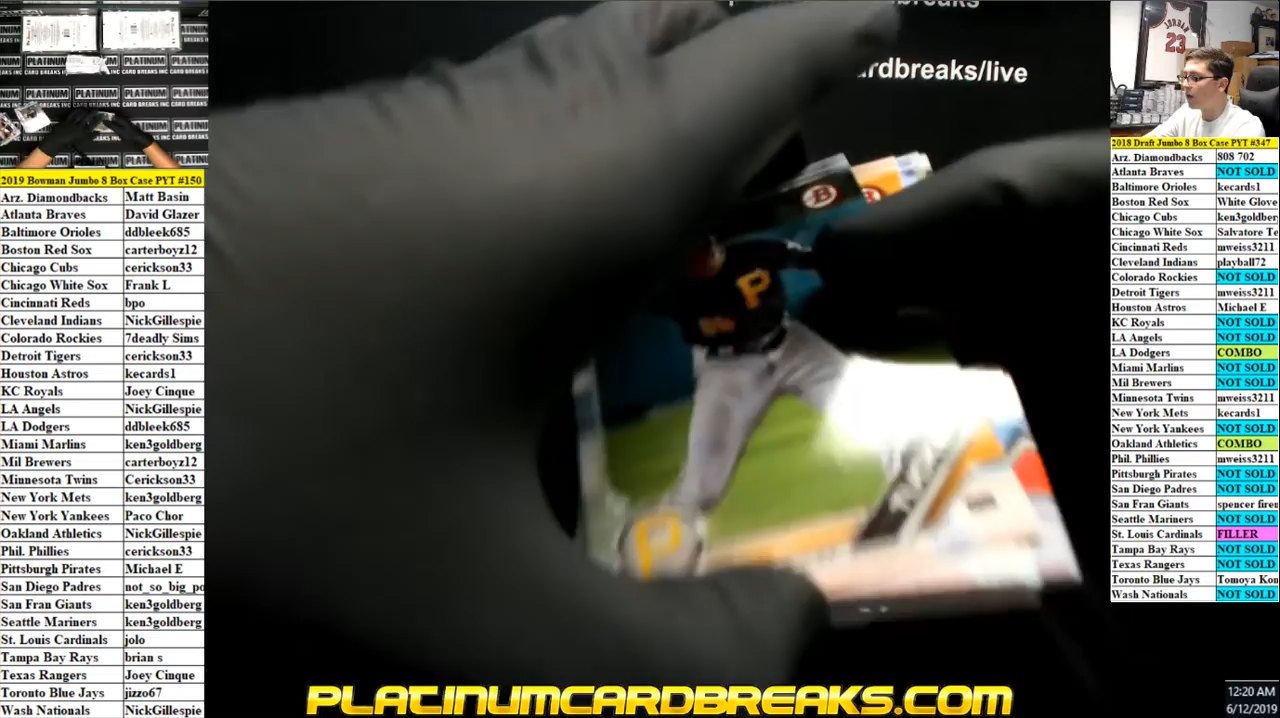 ardbreaks/live
B
P
P
JORDAN
23
PLATINUM
CARD BREAKS INC
2019 Bowman Jumbo 8 Box Case PYT #150
Arz. Diamondbacks Matt Basin
Atlanta Braves David Glazer
Baltimore Orioles ddbleek685
Boston Red Sox carterboyz12
Chicago Cubs cerickson33
Chicago White Sox Frank L
Cincinnati Reds bpo
Cleveland Indians NickGillespie
Colorado Rockies 7deadly Sims
Detroit Tigers cerickson33
Houston Astros kecards1
KC Royals Joey Cinque
LA Angels NickGillespie
LA Dodgers ddbleek685
Miami Marlins ken3goldberg
Mil Brewers carterboyz12
Minnesota Twins Cerickson33
New York Mets ken3goldberg
New York Yankees Paco Chor
Oakland Athletics NickGillespie
Phil. Phillies cerickson33
Pittsburgh Pirates Michael E
San Diego Padres not_so_big_po
San Fran Giants ken3goldberg
Seattle Mariners ken3goldberg
St. Louis Cardinals jolo
Tampa Bay Rays brian s
Texas Rangers Joey Cinque
Toronto Blue Jays jizzo67
Wash Nationals NickGillespie
2018 Draft Jumbo 8 Box Case PYT #347
Arz. Diamondbacks 808 702
Atlanta Braves NOT SOLD
Baltimore Orioles kecards1
Boston Red Sox White Glove
Chicago Cubs ken3goldber
Chicago White Sox Salvatore Te
Cincinnati Reds mweiss3211
Cleveland Indians playball72
Colorado Rockies NOT SOLD
Detroit Tigers mweiss3211
Houston Astros Michael E
KC Royals NOT SOLD
LA Angels NOT SOLD
LA Dodgers COMBO
Miami Marlins NOT SOLD
Mil Brewers NOT SOLD
Minnesota Twins mweiss3211
New York Mets kecards1
New York Yankees NOT SOLD
Oakland Athletics COMBO
Phil. Phillies mweiss3211
Pittsburgh Pirates NOT SOLD
San Diego Padres NOT SOLD
San Fran Giants spencer firen
Seattle Mariners NOT SOLD
St. Louis Cardinals FILLER
Tampa Bay Rays NOT SOLD
Texas Rangers NOT SOLD
Toronto Blue Jays Tomoya Kon
Wash Nationals NOT SOLD
PLATINUMCARDBREAKS.COM
12:20 AM
6/12/2019